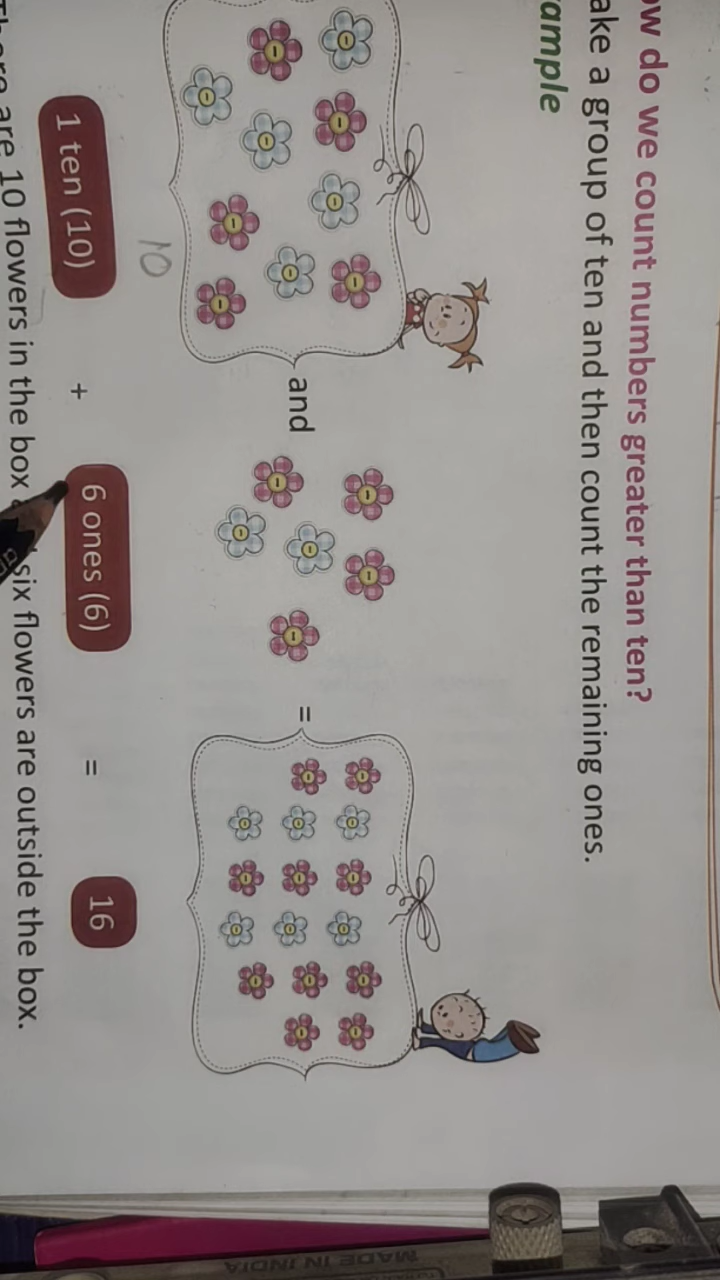 ow do we count numbers greater than ten?
ake a group of ten and then count the remaining ones.
ample
and
=
10
1 ten (10) + 6 ones (6) = 16
are 10 flowers in the box six flowers are outside the box.
MADE IN INDIA